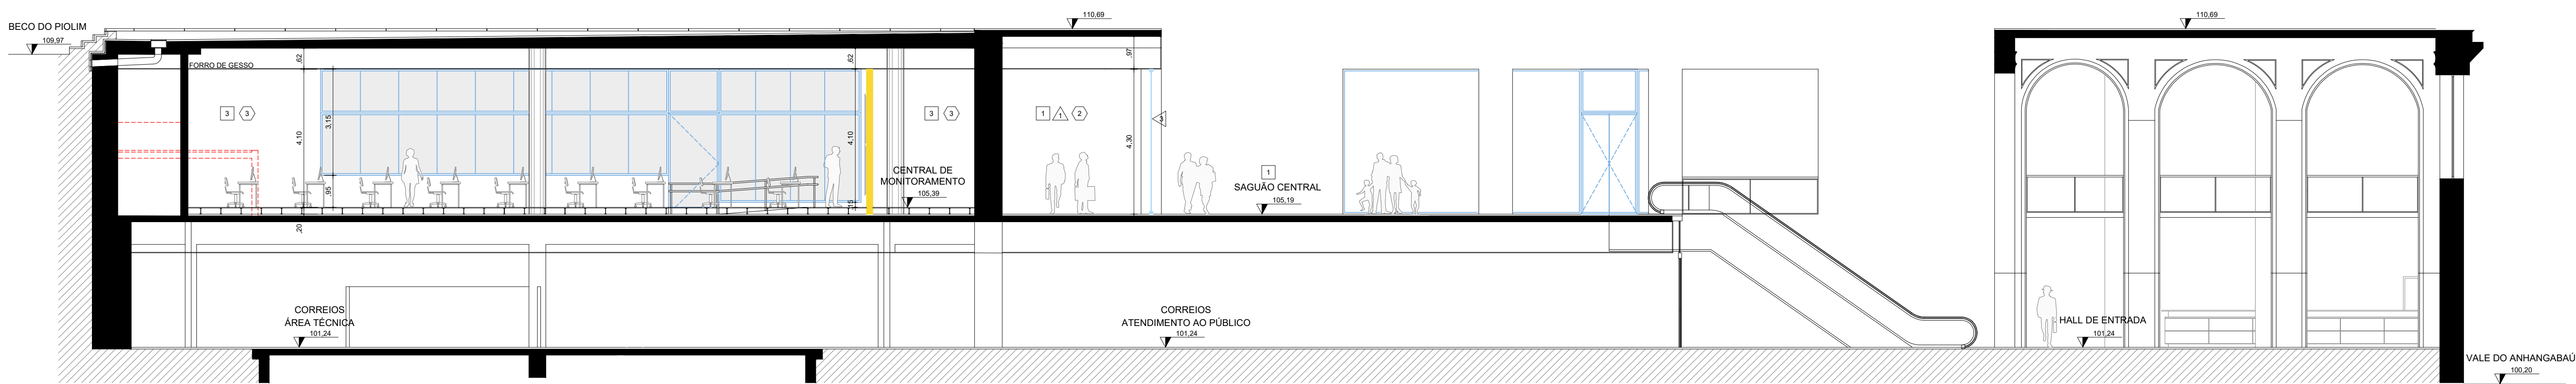 BECO DO PIOLIM
109,97
110,69
110,69
,62
,62
,97
FORRO DE GESSO
3
3
3,15
4,10
4,10
3
3
1
1
2
3
4,30
,95
CENTRAL DE
MONITORAMENTO
105,39
,15
1
SAGUÃO CENTRAL
105,19
,20
CORREIOS
ÁREA TÉCNICA
101,24
CORREIOS
ATENDIMENTO AO PÚBLICO
101,24
HALL DE ENTRADA
101,24
VALE DO ANHANGABAÚ
100,20